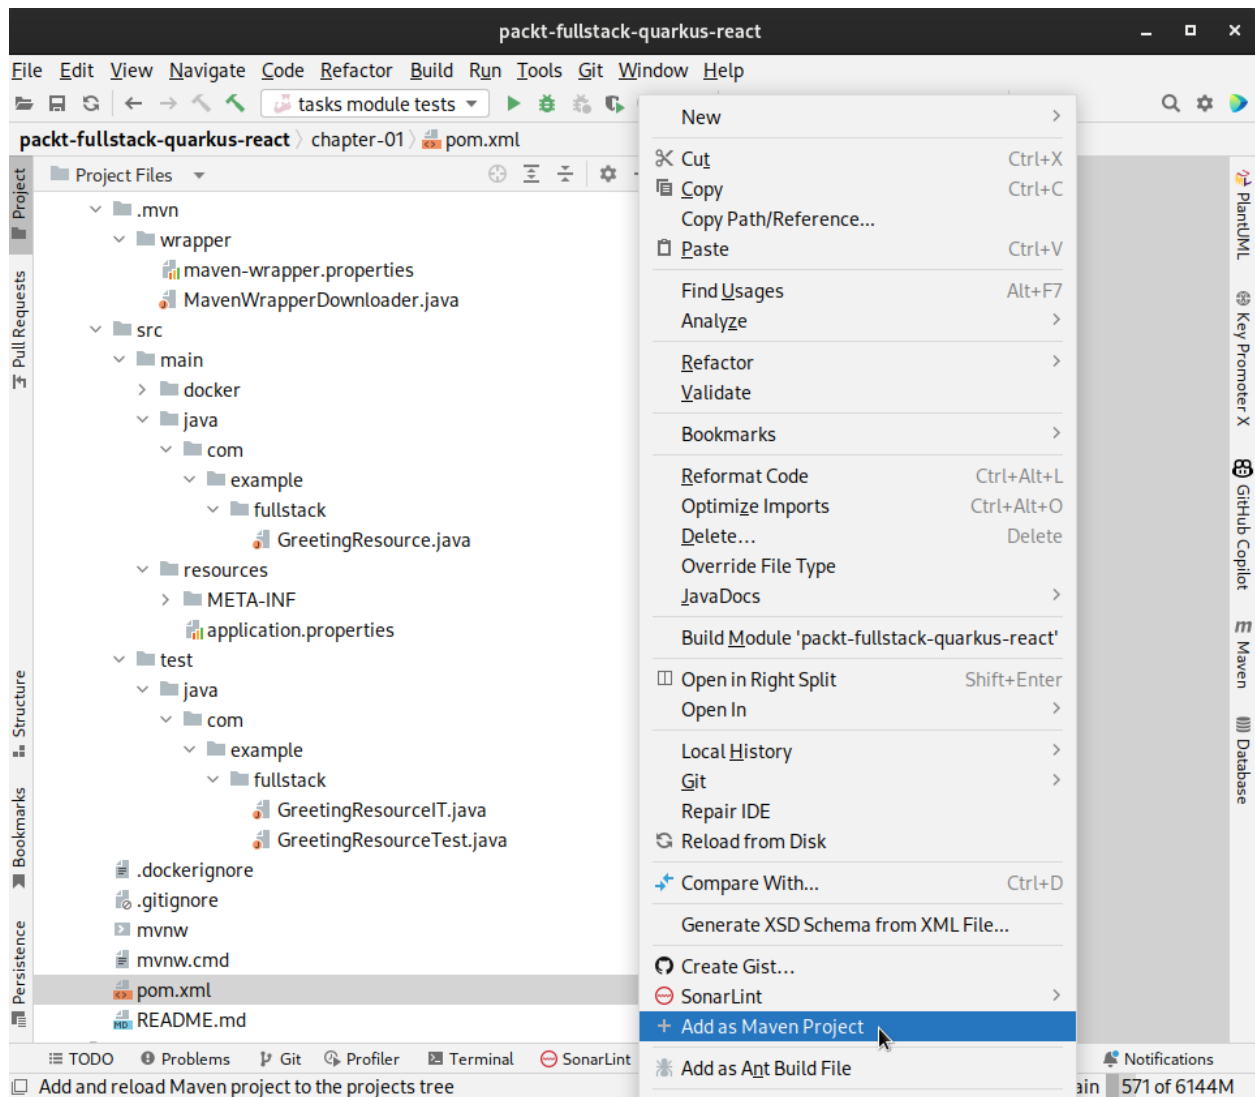 packt-fullstack-quarkus-react
File Edit View Navigate Code Refactor Build Run Tools Git Window Help
tasks module tests
packt-fullstack-quarkus-react chapter-01 pom.xml
Project Files
.mvn
wrapper
maven-wrapper.properties
MavenWrapperDownloader.java
src
main
docker
java
com
example
fullstack
GreetingResource.java
resources
META-INF
application.properties
test
java
com
example
fullstack
GreetingResourceIT.java
GreetingResourceTest.java
.dockerignore
.gitignore
mvnw
mvnw.cmd
pom.xml
README.md
Project
Pull Requests
Structure
Bookmarks
Persistence
New
Cut Ctrl+X
Copy Ctrl+C
Copy Path/Reference...
Paste Ctrl+V
Find Usages Alt+F7
Analyze
Refactor
Validate
Bookmarks
Reformat Code Ctrl+Alt+L
Optimize Imports Ctrl+Alt+O
Delete... Delete
Override File Type
JavaDocs
Build Module 'packt-fullstack-quarkus-react'
Open in Right Split Shift+Enter
Open In
Local History
Git
Repair IDE
Reload from Disk
Compare With... Ctrl+D
Generate XSD Schema from XML File...
Create Gist...
SonarLint
Add as Maven Project
Add as Ant Build File
PlantUML
Key Promoter X
GitHub Copilot
m Maven
Database
TODO Problems Git Profiler Terminal SonarLint Notifications
Add and reload Maven project to the projects tree
571 of 6144M